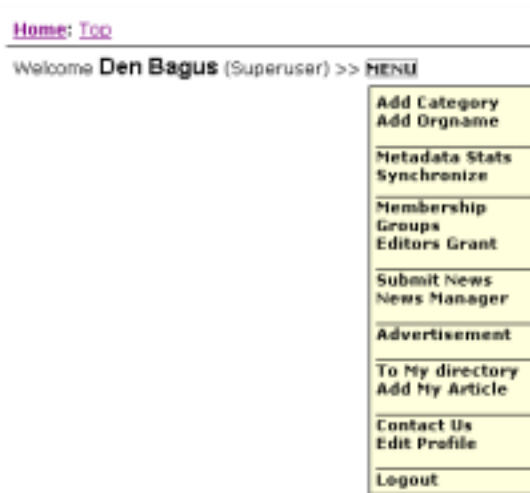 Home: Top
Welcome Den Bagus (Superuser) >> MENU
Add Category
Add Orgname
Metadata Stats
Synchronize
Membership
Groups
Editors Grant
Submit News
News Manager
Advertisement
To My directory
Add My Article
Contact Us
Edit Profile
Logout